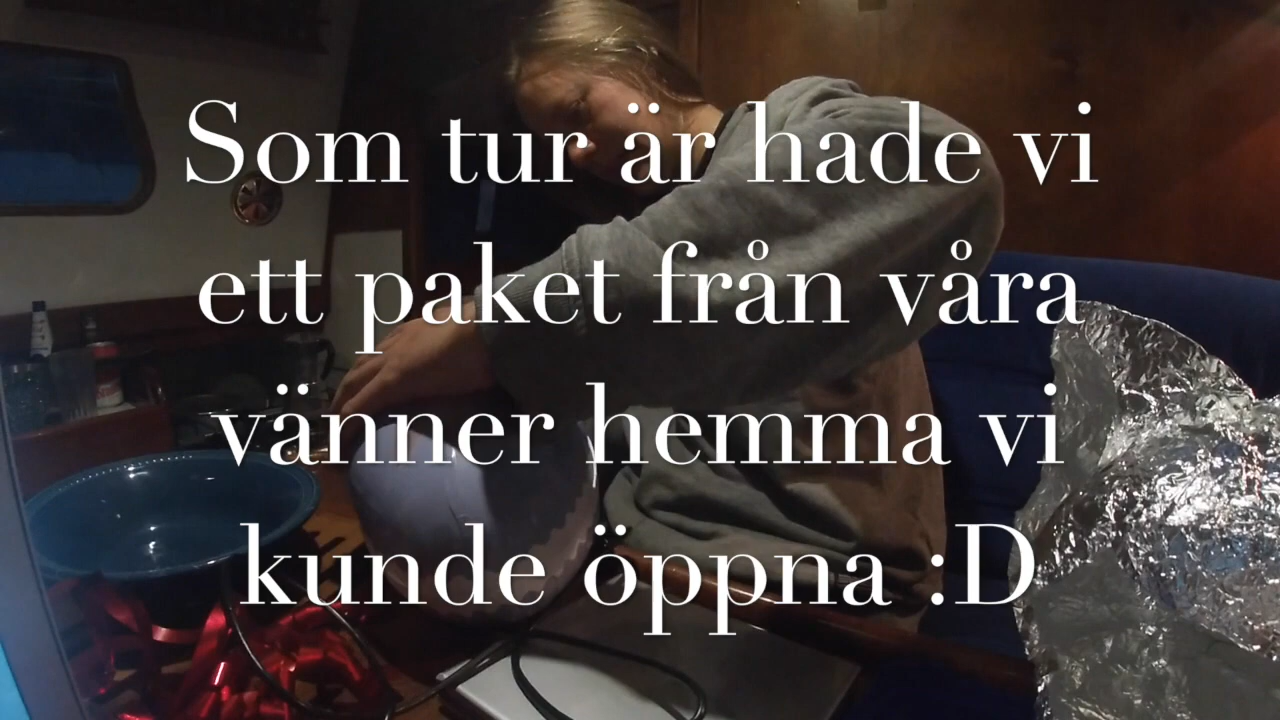 Som tur är hade vi
ett paket från våra
vänner hemma vi
kunde öppna :D